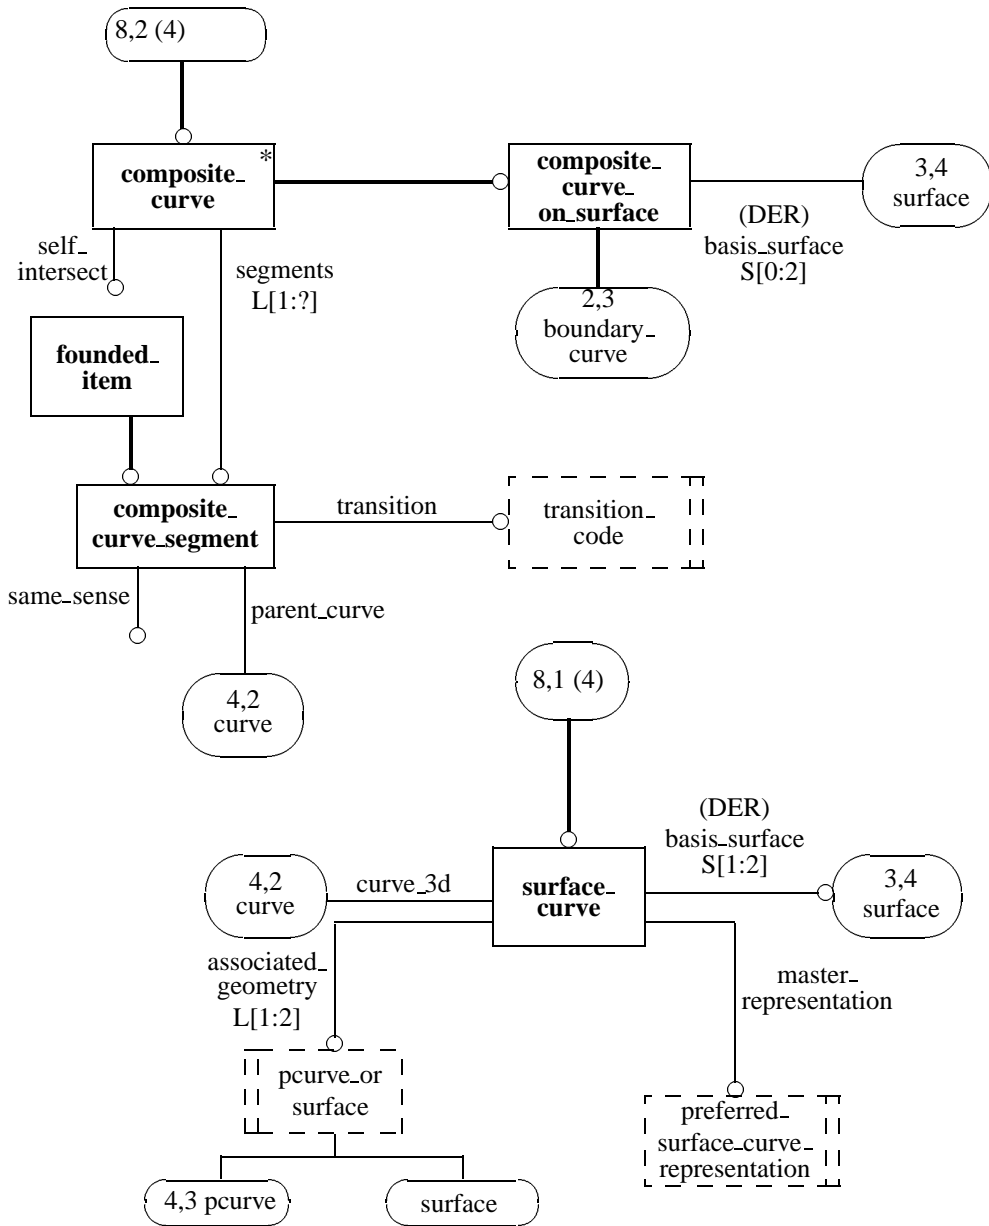 8,2 (4)
composite_
curve
*
composite_
curve_
on_surface
3,4
surface
(DER)
basis_surface
S[0:2]
self_
intersect
segments
L[1:?]
2,3
boundary_
curve
founded_
item
composite_
curve_segment
transition
transition_
code
same_sense
parent_curve
4,2
curve
8,1 (4)
(DER)
basis_surface
S[1:2]
4,2
curve
curve_3d
surface_
curve
3,4
surface
associated_
geometry
L[1:2]
master_
representation
pcurve_or
surface
preferred_
surface_curve_
representation
4,3 pcurve
surface